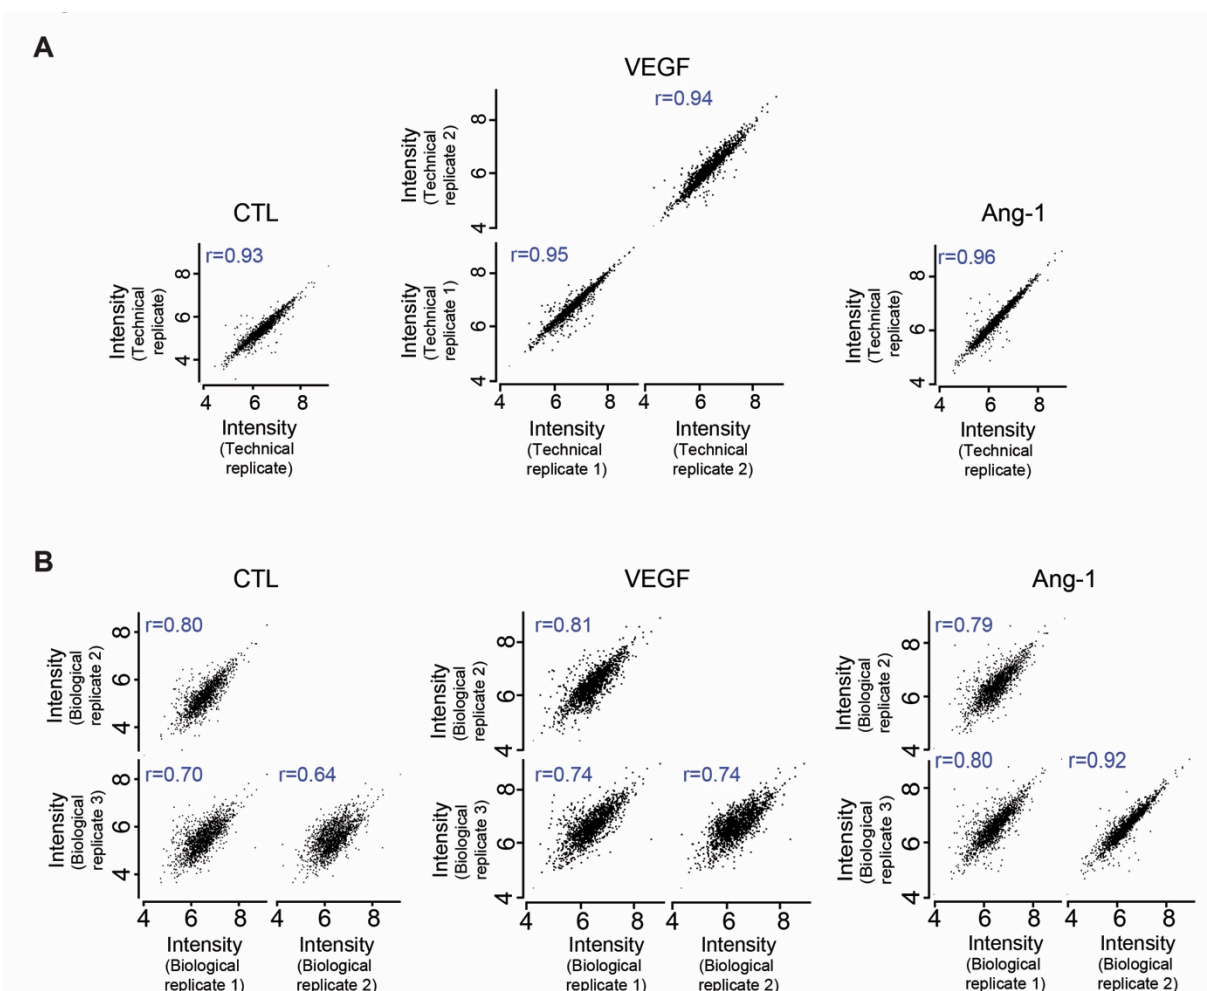 A
VEGF
r=0.94
Intensity
(Technical
replicate 2)
8
6
4
CTL
r=0.93
Intensity
(Technical
replicate)
8
6
4
4 6 8
Intensity
(Technical
replicate)
r=0.95
Intensity
(Technical
replicate 1)
8
6
4
4 6 8
4 6 8
Intensity
(Technical
replicate 1)
Intensity
(Technical
replicate 2)
Ang-1
r=0.96
Intensity
(Technical
replicate)
8
6
4
4 6 8
Intensity
(Technical
replicate)
B
CTL
r=0.80
Intensity
(Biological
replicate 2)
8
6
4
r=0.70
r=0.64
Intensity
(Biological
replicate 3)
8
6
4
4 6 8
4 6 8
Intensity
(Biological
replicate 1)
Intensity
(Biological
replicate 2)
VEGF
r=0.81
Intensity
(Biological
replicate 2)
8
6
4
r=0.74
r=0.74
Intensity
(Biological
replicate 3)
8
6
4
4 6 8
4 6 8
Intensity
(Biological
replicate 1)
Intensity
(Biological
replicate 2)
Ang-1
r=0.79
Intensity
(Biological
replicate 2)
8
6
4
r=0.80
r=0.92
Intensity
(Biological
replicate 3)
8
6
4
4 6 8
4 6 8
Intensity
(Biological
replicate 1)
Intensity
(Biological
replicate 2)